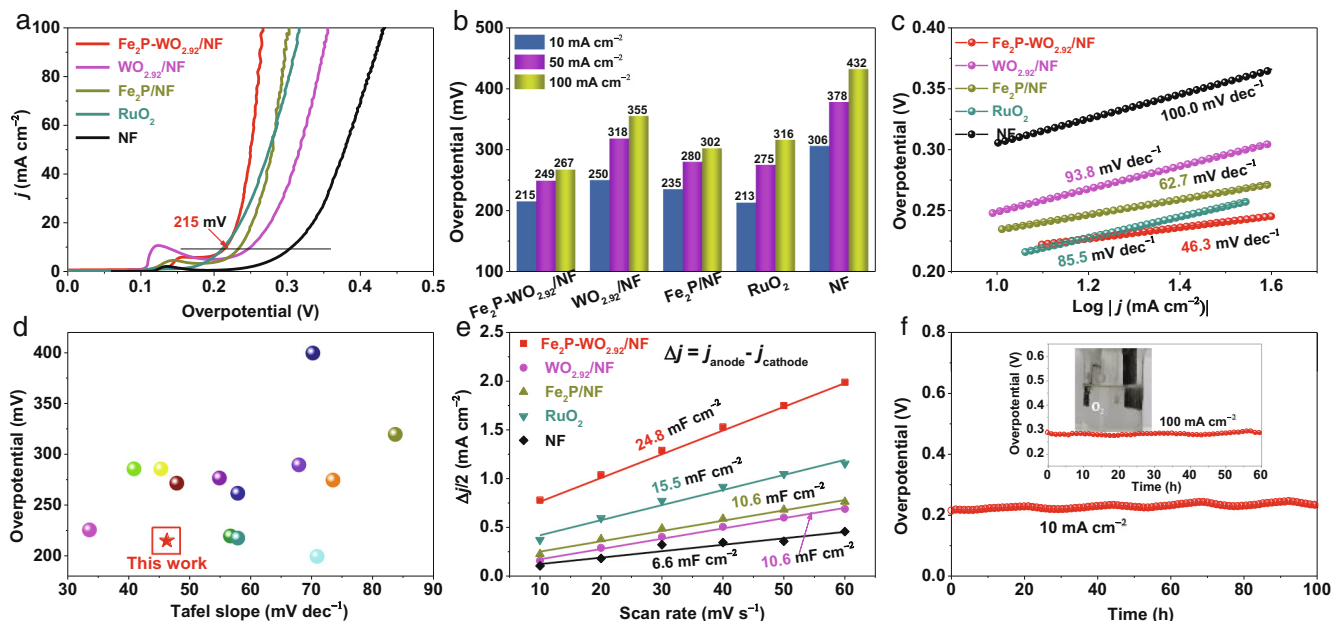 a
Fe₂P-WO₂.₉₂/NF
WO₂.₉₂/NF
Fe₂P/NF
RuO₂
NF
215 mV
j (mA cm⁻²)
100
80
60
40
20
0
0.0 0.1 0.2 0.3 0.4 0.5
Overpotential (V)
b
10 mA cm⁻²
50 mA cm⁻²
100 mA cm⁻²
Overpotential (mV)
500
450
400
350
300
250
200
150
100
215 249 267
250 318 355
235 280 302
213 275 316
306 378 432
Fe₂P-WO₂.₉₂/NF
WO₂.₉₂/NF
Fe₂P/NF
RuO₂
NF
c
Fe₂P-WO₂.₉₂/NF
WO₂.₉₂/NF
Fe₂P/NF
RuO₂
NF
100.0 mV dec⁻¹
93.8 mV dec⁻¹
62.7 mV dec⁻¹
85.5 mV dec⁻¹
46.3 mV dec⁻¹
Overpotential (V)
0.40
0.35
0.30
0.25
0.20
1.0 1.2 1.4 1.6
Log | j (mA cm⁻²)|
d
Overpotential (mV)
400
350
300
250
200
This work
30 40 50 60 70 80 90
Tafel slope (mV dec⁻¹)
e
Fe₂P-WO₂.₉₂/NF
WO₂.₉₂/NF
Fe₂P/NF
RuO₂
NF
Δj = j anode - j cathode
24.8 mF cm⁻²
15.5 mF cm⁻²
10.6 mF cm⁻²
6.6 mF cm⁻²
10.6 mF cm⁻²
Δj/2 (mA cm⁻²)
2.5
2.0
1.5
1.0
0.5
0.0
10 20 30 40 50 60
Scan rate (mV s⁻¹)
f
Overpotential (V)
0.8
0.6
0.4
0.2
0.0
Overpotential (V)
0.6
0.5
0.4
0.3
0.2
O₂
100 mA cm⁻²
0 10 20 30 40 50 60
Time (h)
10 mA cm⁻²
0 20 40 60 80 100
Time (h)